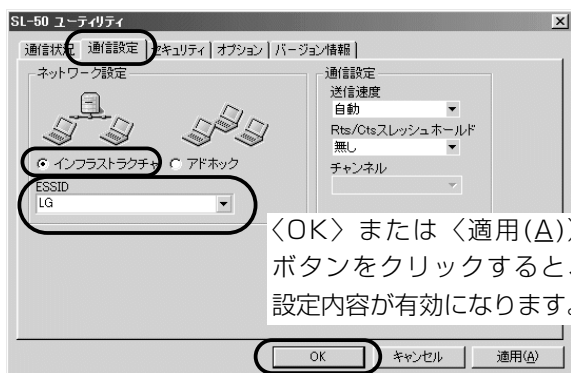 SL-50 ユーティリティ
通信状況 通信設定 セキュリティ オプション バージョン情報
ネットワーク設定
インフラストラクチャ アドホック
ESSID
LG
通信設定
送信速度
自動
Rts/Ctsスレッシュホールド
無し
チャンネル
〈OK〉または〈適用(A)〉
ボタンをクリックすると、
設定内容が有効になります。
OK キャンセル 適用(A)